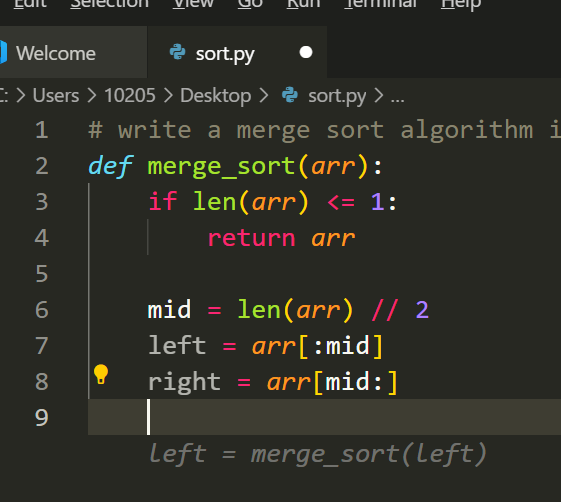 Edit Selection View Go Run Terminal Help
Welcome sort.py
C: > Users > 10205 > Desktop > sort.py > ...
1 # write a merge sort algorithm i
2 def merge_sort(arr):
3 if len(arr) <= 1:
4 return arr
5
6 mid = len(arr) // 2
7 left = arr[:mid]
8 right = arr[mid:]
9
left = merge_sort(left)